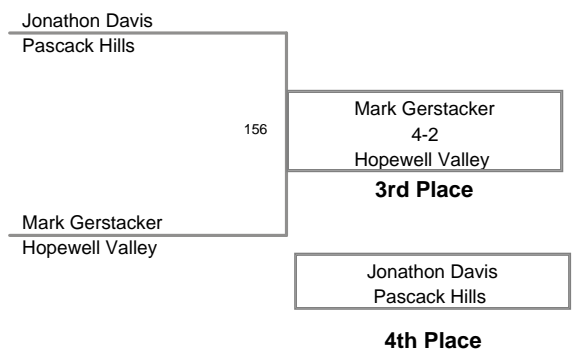 Jonathon Davis
Pascack Hills
156
Mark Gerstacker
4-2
Hopewell Valley
3rd Place
Mark Gerstacker
Hopewell Valley
Jonathon Davis
Pascack Hills
4th Place